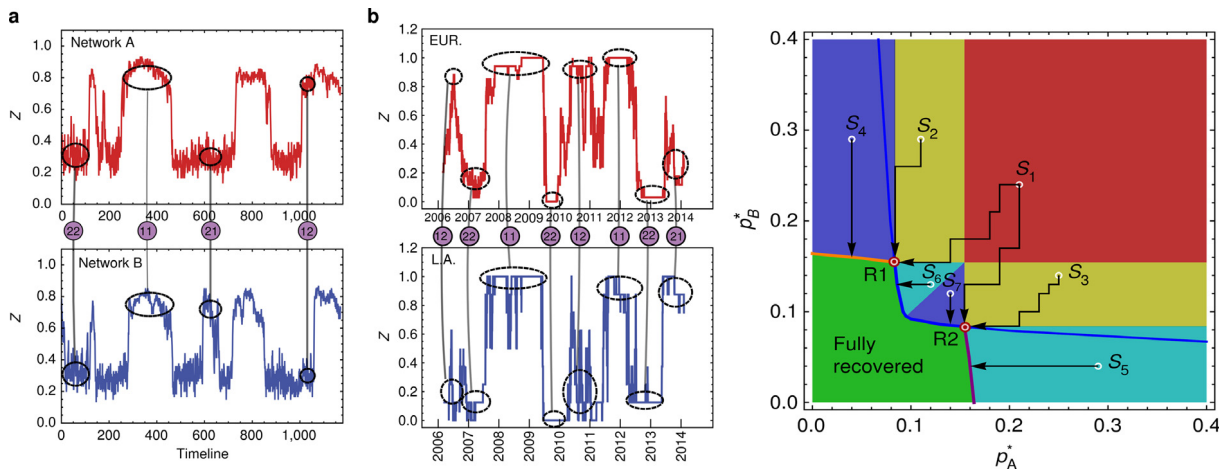 a
Network A
Z
1.0
0.8
0.6
0.4
0.2
0
0 200 400 600 800 1,000
22 11 21 12
Network B
Z
1.0
0.8
0.6
0.4
0.2
0
0 200 400 600 800 1,000
Timeline
b
EUR.
Z
1.2
1.0
0.8
0.6
0.4
0.2
0
2006 2007 2008 2009 2010 2011 2012 2013 2014
12 22 11 22 12 11 22 21
L.A.
Z
1.2
1.0
0.8
0.6
0.4
0.2
0
2006 2007 2008 2009 2010 2011 2012 2013 2014
p*B
0.4
0.3
0.2
0.1
0.0
S4 S2
S1
R1 S6 S7 S3
R2
Fully
recovered
S5
0.0 0.1 0.2 0.3 0.4
p*A